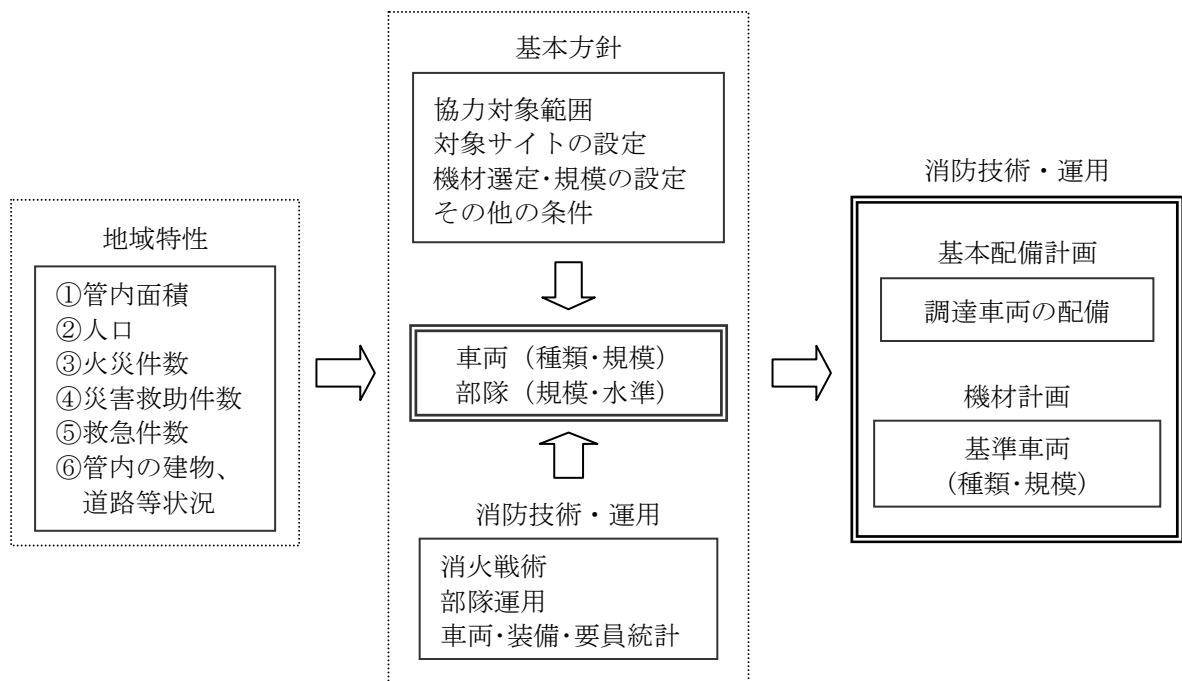 地域特性
①管内面積
②人口
③火災件数
④災害救助件数
⑤救急件数
⑥管内の建物、
道路等状況
基本方針
協力対象範囲
対象サイトの設定
機材選定・規模の設定
その他の条件
車両（種類・規模）
部隊（規模・水準）
消防技術・運用
消火戦術
部隊運用
車両・装備・要員統計
消防技術・運用
基本配備計画
調達車両の配備
機材計画
基準車両
（種類・規模）